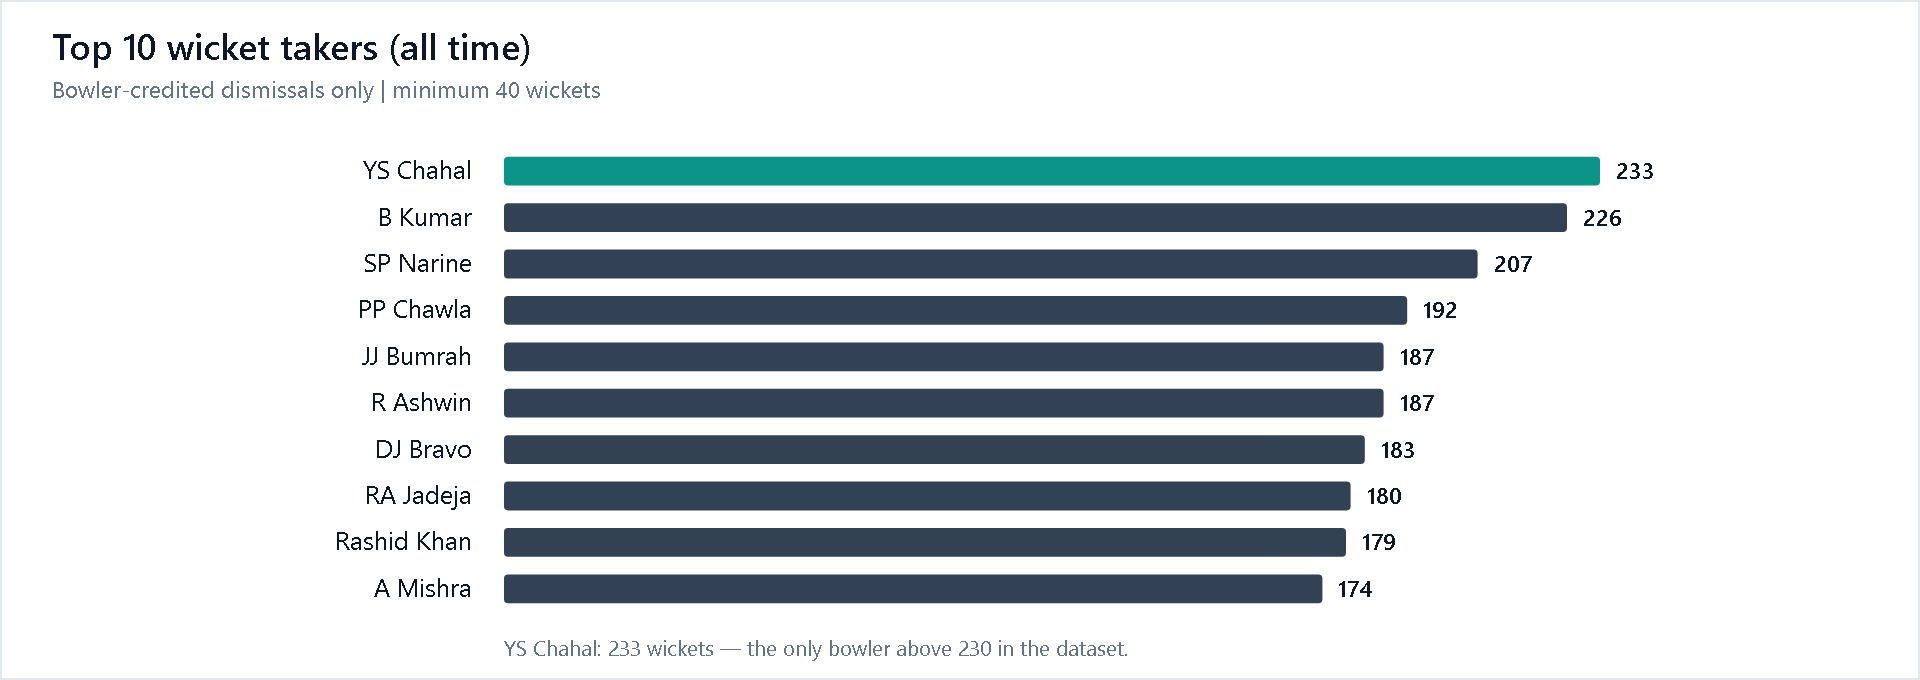 Top 10 wicket takers (all time)
Bowler-credited dismissals only | minimum 40 wickets
YS Chahal 233
B Kumar 226
SP Narine 207
PP Chawla 192
JJ Bumrah 187
R Ashwin 187
DJ Bravo 183
RA Jadeja 180
Rashid Khan 179
A Mishra 174
YS Chahal: 233 wickets — the only bowler above 230 in the dataset.